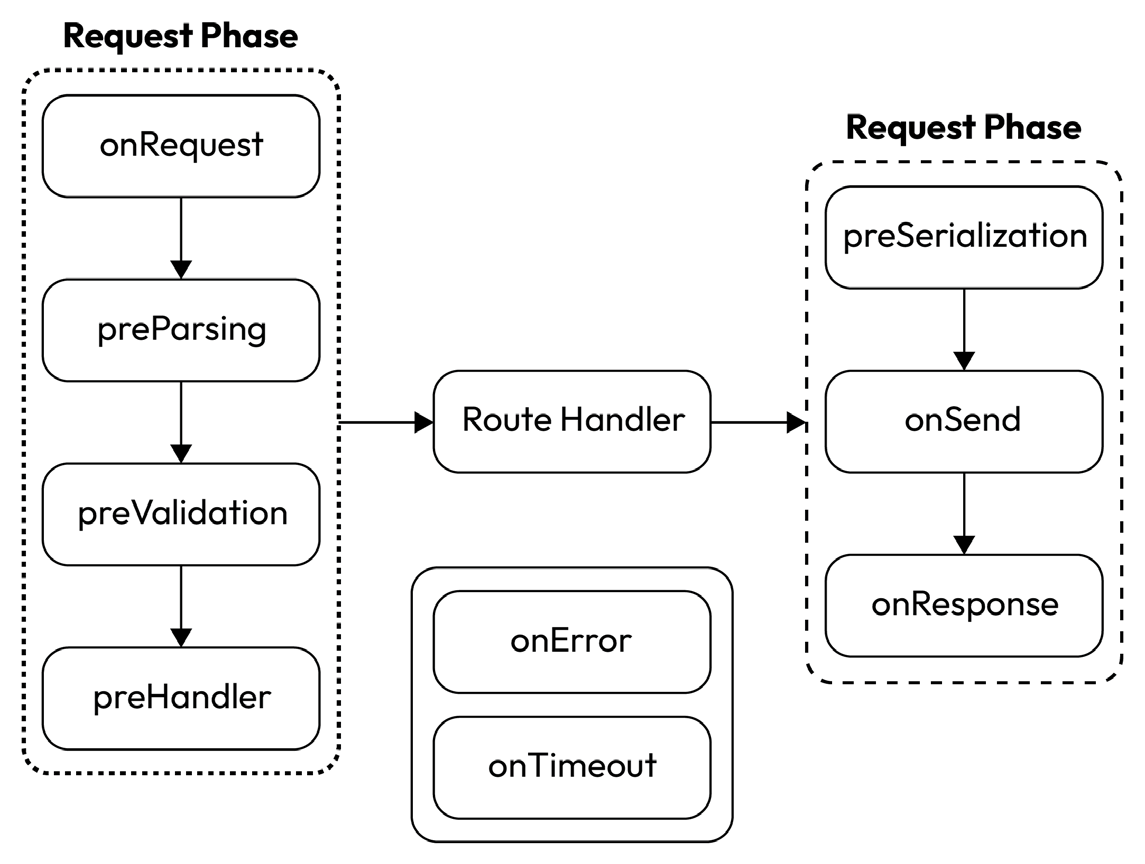 Request Phase
onRequest
preParsing
preValidation
preHandler
Route Handler
onError
onTimeout
Request Phase
preSerialization
onSend
onResponse